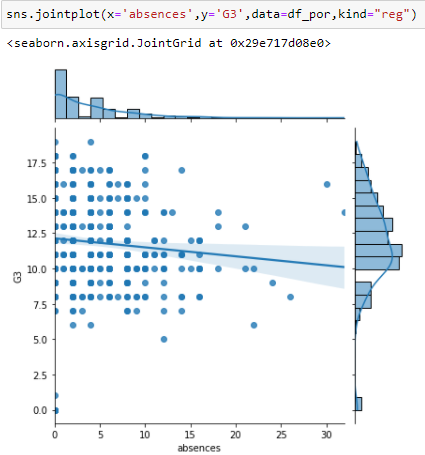 sns.jointplot(x='absences',y='G3',data=df_por,kind="reg")
<seaborn.axisgrid.JointGrid at 0x29e717d08e0>
17.5
15.0
12.5
10.0
7.5
5.0
2.5
0.0
G3
0 5 10 15 20 25 30
absences